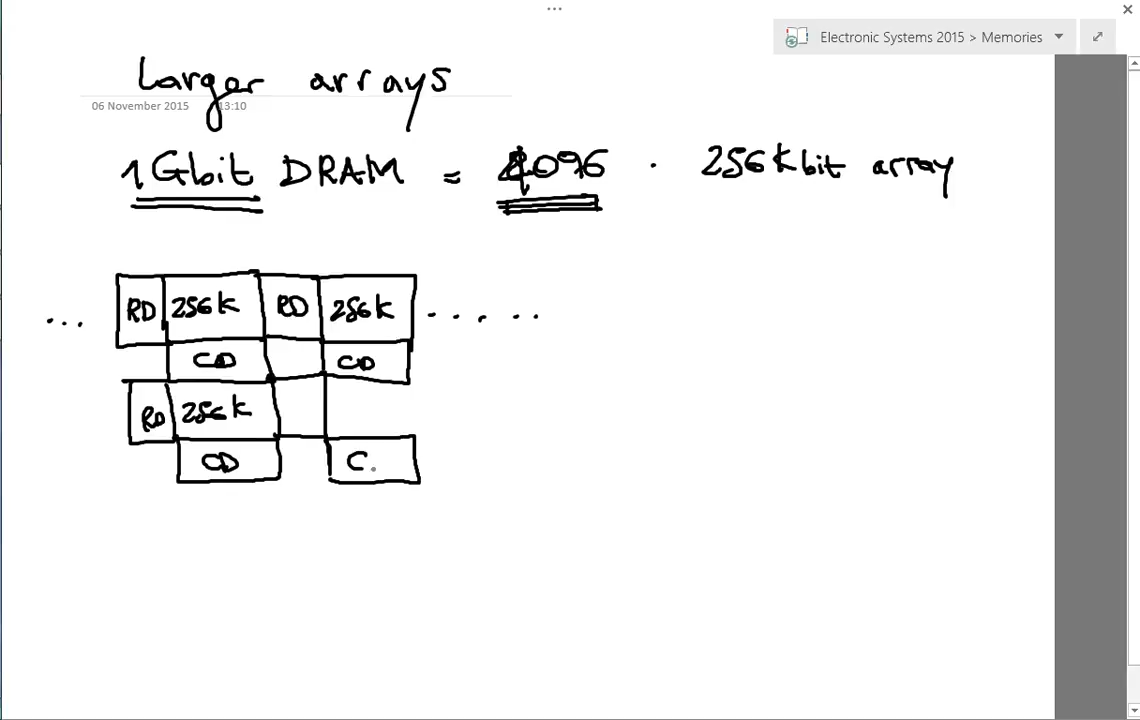 Electronic Systems 2015 > Memories
Larger arrays
06 November 2015 13:10
1Gbit DRAM = 4096 · 256Kbit array
... RD 256K RD 256K .....
CD CD
RD 256K
CD C.